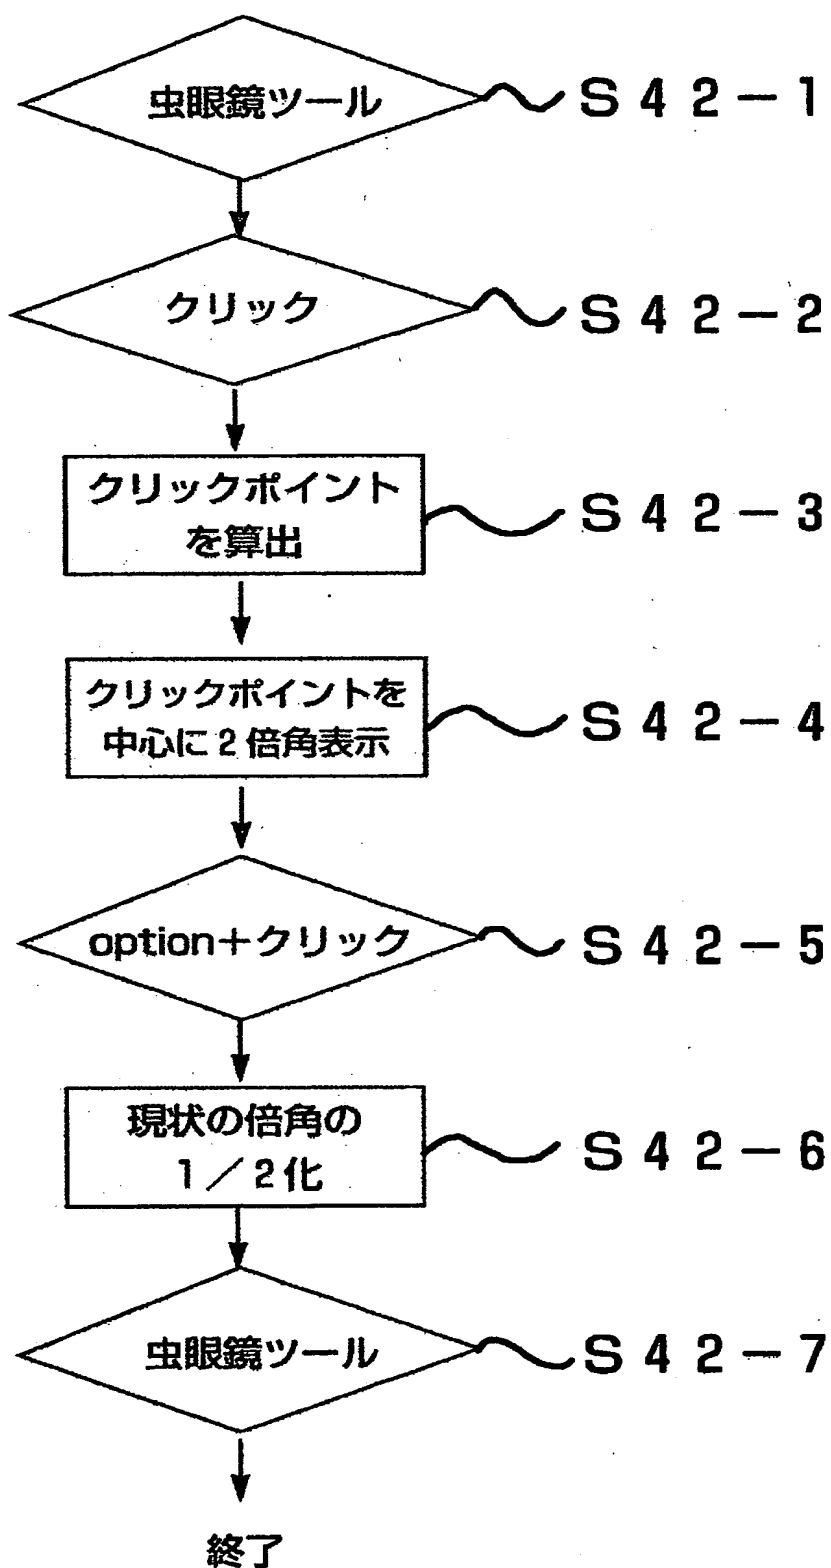 虫眼鏡ツール S42-1
クリック S42-2
クリックポイント
を算出 S42-3
クリックポイントを
中心に2倍角表示 S42-4
option+クリック S42-5
現状の倍角の
1/2化 S42-6
虫眼鏡ツール S42-7
終了